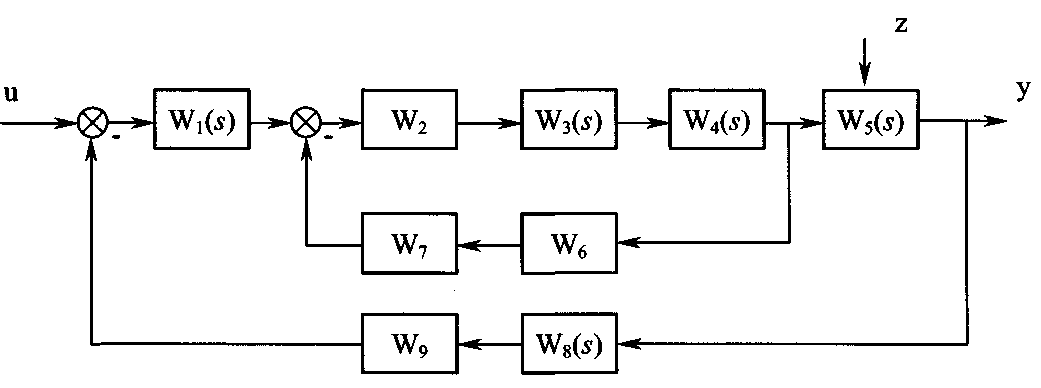 z
u
y
W₁(s)
W₂
W₃(s)
W₄(s)
W₅(s)
-
-
W₇
W₆
W₉
W₈(s)